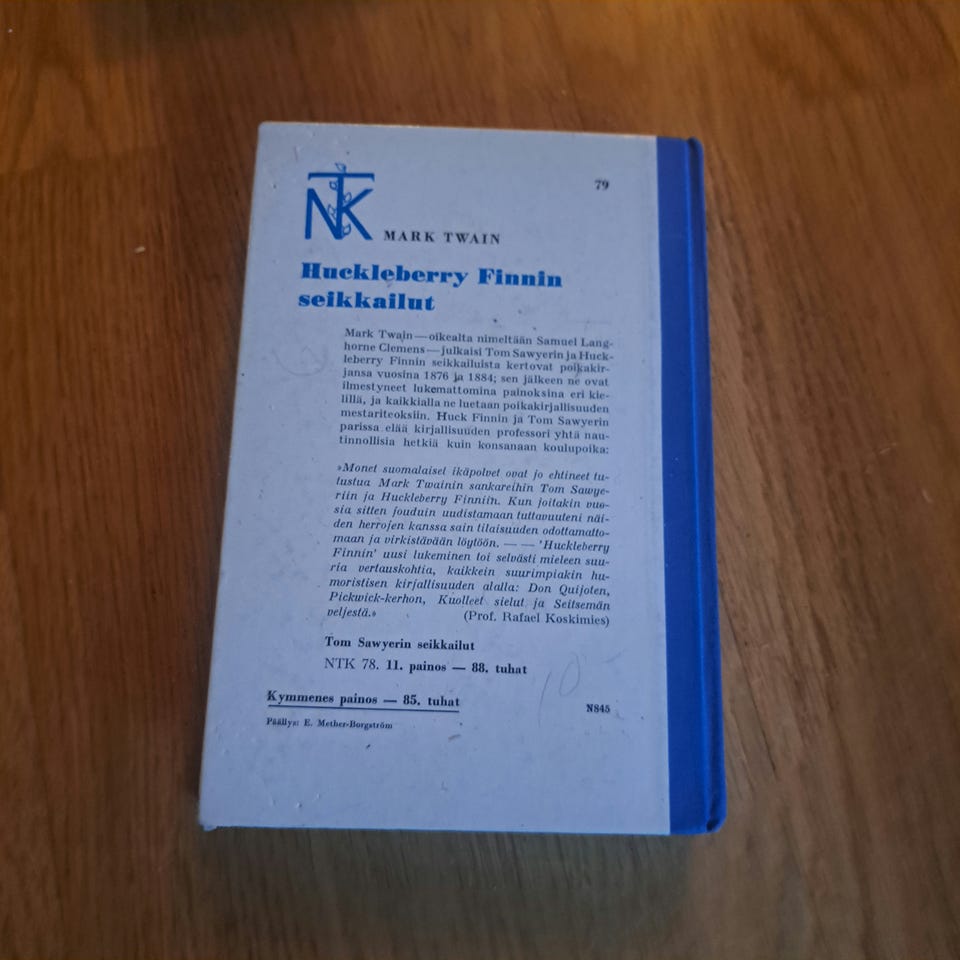 NTK
79
MARK TWAIN
Huckleberry Finnin
seikkailut
Mark Twain — oikealta nimeltään Samuel Lang-
horne Clemens — julkaisi Tom Sawyerin ja Huck-
leberry Finnin seikkailuista kertovat poikakir-
jansa vuosina 1876 ja 1884; sen jälkeen ne ovat
ilmestyneet lukemattomina painoksina eri kie-
lillä, ja kaikkialla ne luetaan poikakirjallisuuden
mestariteoksiin. Huck Finnin ja Tom Sawyerin
parissa elää kirjallisuuden professori yhtä nau-
tinnollisia hetkiä kuin konsanaan koulupoika:
»Monet suomalaiset ikäpolvet ovat jo ehtineet tu-
tustua Mark Twainin sankareihin Tom Sawye-
riin ja Huckleberry Finniin. Kun joitakin vuo-
sia sitten jouduin uudistamaan tuttavuuteni näi-
den herrojen kanssa sain tilaisuuden odottamatto-
maan ja virkistävään löytöön. — — 'Huckleberry
Finnin' uusi lukeminen toi selvästi mieleen suu-
ria vertauskohtia, kaikkein suurimpiakin hu-
moristisen kirjallisuuden alalla: Don Quijoten,
Pickwick-kerhon, Kuolleet sielut ja Seitsemän
veljestä.» (Prof. Rafael Koskimies)
Tom Sawyerin seikkailut
NTK 78. 11. painos — 88. tuhat
10
Kymmenes painos — 85. tuhat
N845
Päällys: E. Mether-Borgström